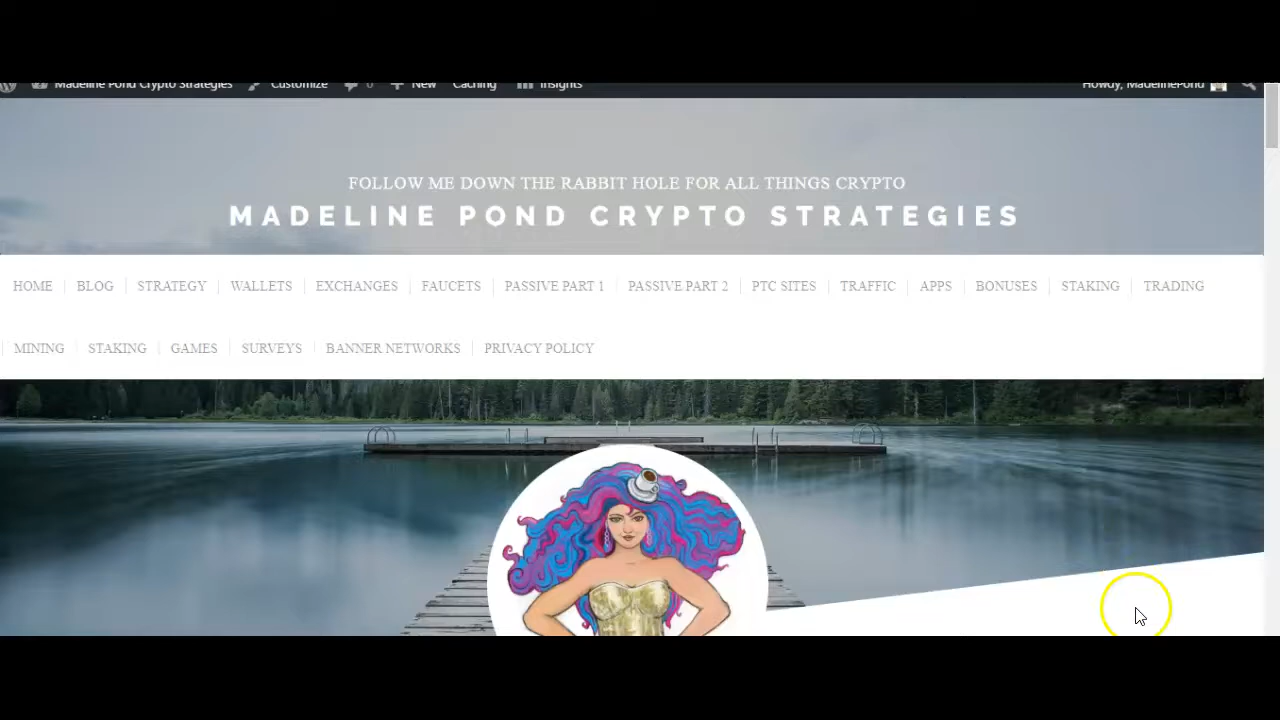 Madeline Pond Crypto Strategies Customize 0 New Caching Insights Howdy, MadelinePond
FOLLOW ME DOWN THE RABBIT HOLE FOR ALL THINGS CRYPTO
MADELINE POND CRYPTO STRATEGIES
HOME BLOG STRATEGY WALLETS EXCHANGES FAUCETS PASSIVE PART 1 PASSIVE PART 2 PTC SITES TRAFFIC APPS BONUSES STAKING TRADING
MINING STAKING GAMES SURVEYS BANNER NETWORKS PRIVACY POLICY